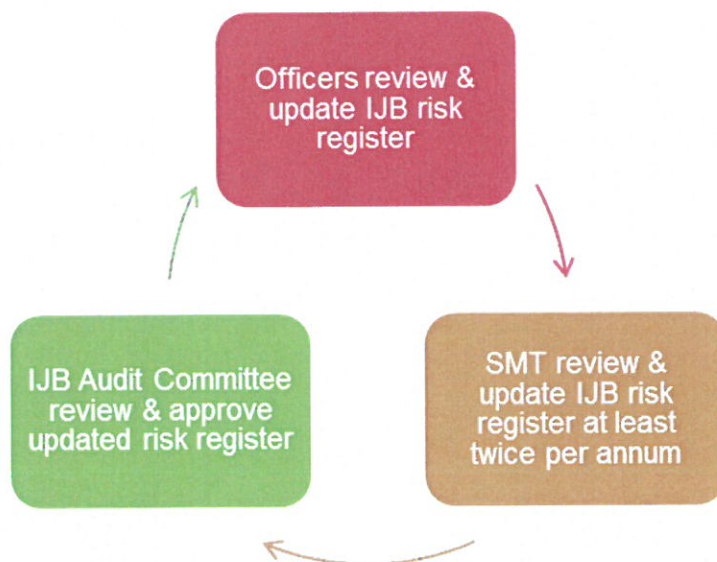 Officers review &
update IJB risk
register
SMT review &
update IJB risk
register at least
twice per annum
IJB Audit Committee
review & approve
updated risk register